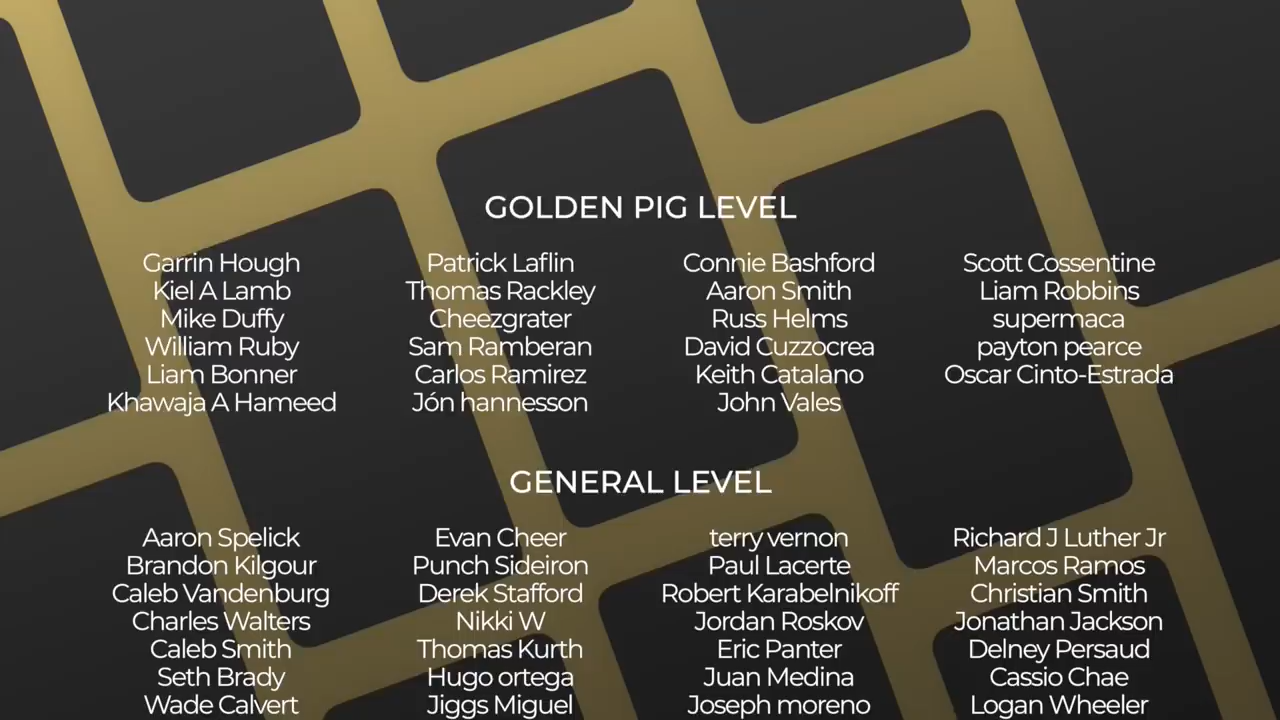 GOLDEN PIG LEVEL
Garrin Hough
Kiel A Lamb
Mike Duffy
William Ruby
Liam Bonner
Khawaja A Hameed
Patrick Laflin
Thomas Rackley
Cheezgrater
Sam Ramberan
Carlos Ramirez
Jón hannesson
Connie Bashford
Aaron Smith
Russ Helms
David Cuzzocrea
Keith Catalano
John Vales
Scott Cossentine
Liam Robbins
supermaca
payton pearce
Oscar Cinto-Estrada
GENERAL LEVEL
Aaron Spelick
Brandon Kilgour
Caleb Vandenburg
Charles Walters
Caleb Smith
Seth Brady
Wade Calvert
Evan Cheer
Punch Sideiron
Derek Stafford
Nikki W
Thomas Kurth
Hugo ortega
Jiggs Miguel
terry vernon
Paul Lacerte
Robert Karabelnikoff
Jordan Roskov
Eric Panter
Juan Medina
Joseph moreno
Richard J Luther Jr
Marcos Ramos
Christian Smith
Jonathan Jackson
Delney Persaud
Cassio Chae
Logan Wheeler